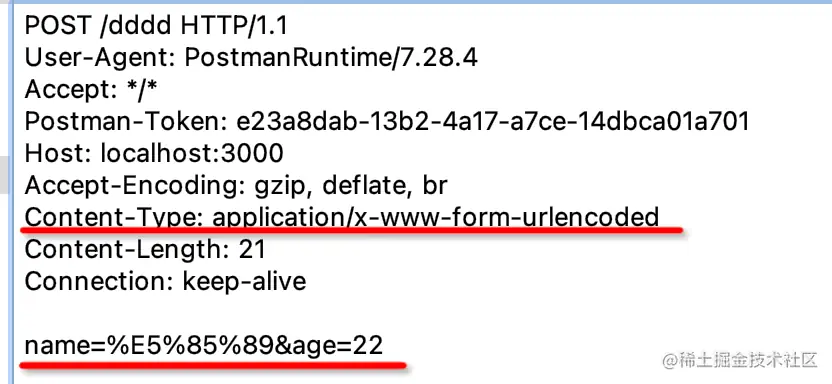 POST /dddd HTTP/1.1
User-Agent: PostmanRuntime/7.28.4
Accept: */*
Postman-Token: e23a8dab-13b2-4a17-a7ce-14dbca01a701
Host: localhost:3000
Accept-Encoding: gzip, deflate, br
Content-Type: application/x-www-form-urlencoded
Content-Length: 21
Connection: keep-alive
name=%E5%85%89&age=22
@稀土掘金技术社区